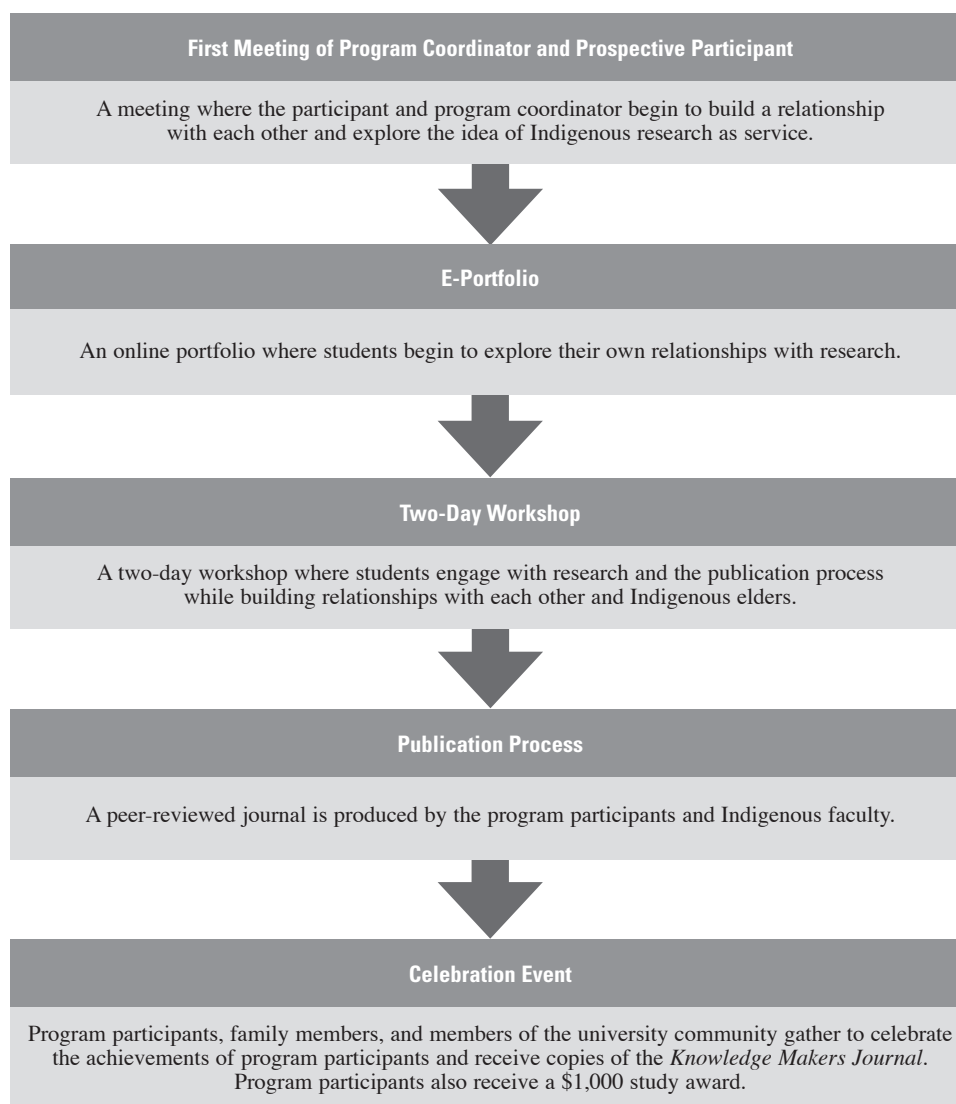 First Meeting of Program Coordinator and Prospective Participant
A meeting where the participant and program coordinator begin to build a relationship
with each other and explore the idea of Indigenous research as service.
E-Portfolio
An online portfolio where students begin to explore their own relationships with research.
Two-Day Workshop
A two-day workshop where students engage with research and the publication process
while building relationships with each other and Indigenous elders.
Publication Process
A peer-reviewed journal is produced by the program participants and Indigenous faculty.
Celebration Event
Program participants, family members, and members of the university community gather to celebrate
the achievements of program participants and receive copies of the Knowledge Makers Journal.
Program participants also receive a $1,000 study award.